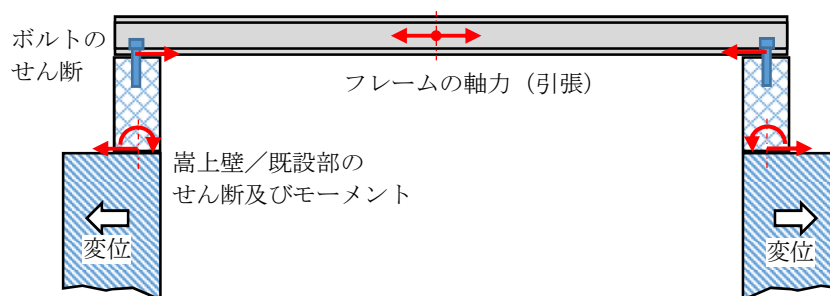 ボルトの
せん断
フレームの軸力（引張）
嵩上壁／既設部の
せん断及びモーメント
変位
変位